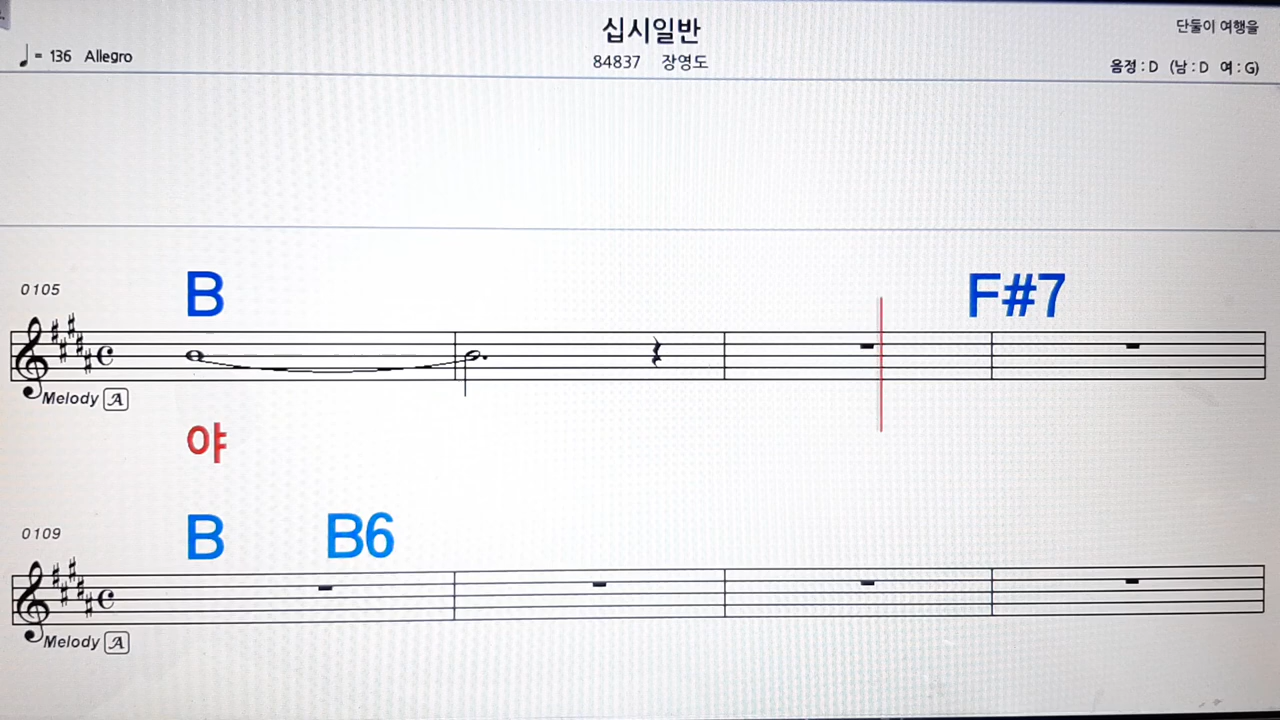 십시일반
단둘이 여행을
♩= 136 Allegro
84837 장영도
음정 : D (남 : D 여 : G)
0105
B F#7
Melody A
야
0109
B B6
Melody A